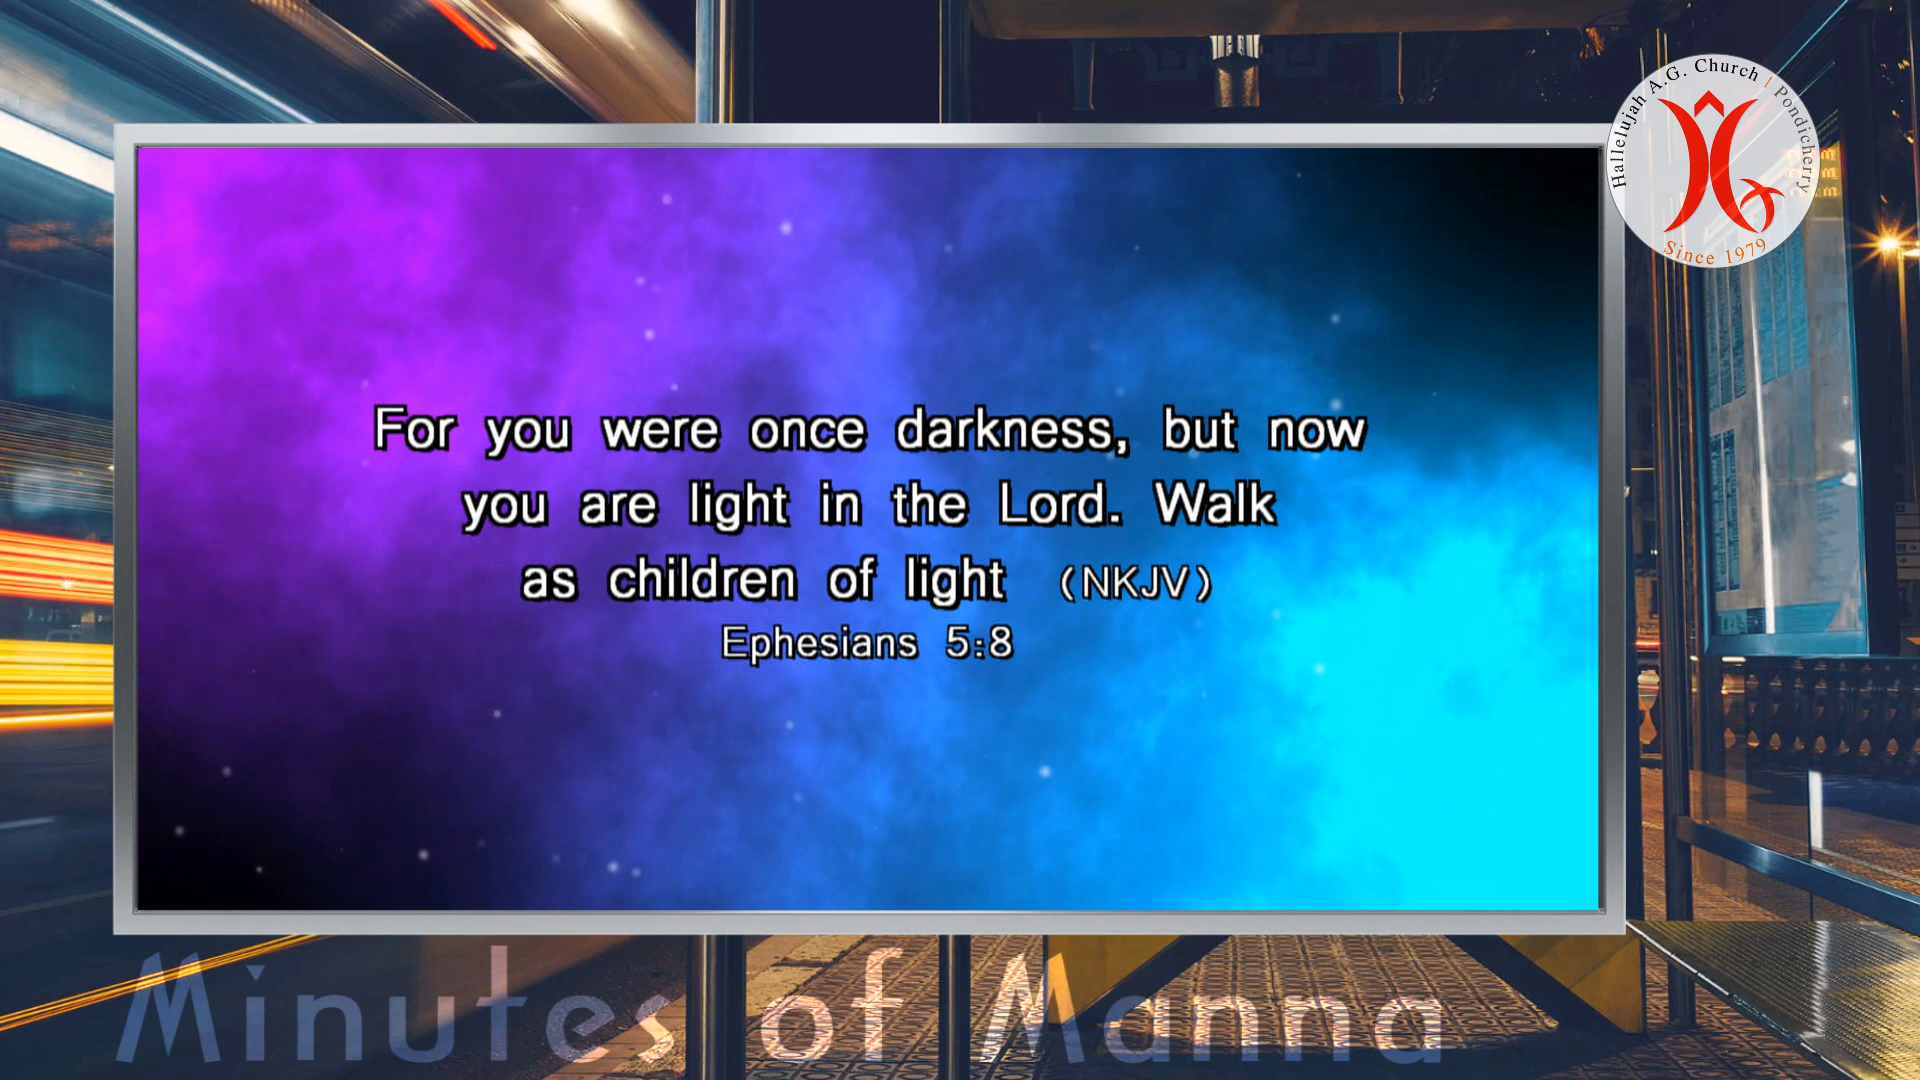 Hallelujah A.G. Church / Pondicherry
Since 1979
For you were once darkness, but now
you are light in the Lord. Walk
as children of light (NKJV)
Ephesians 5:8
Minutes of Manna